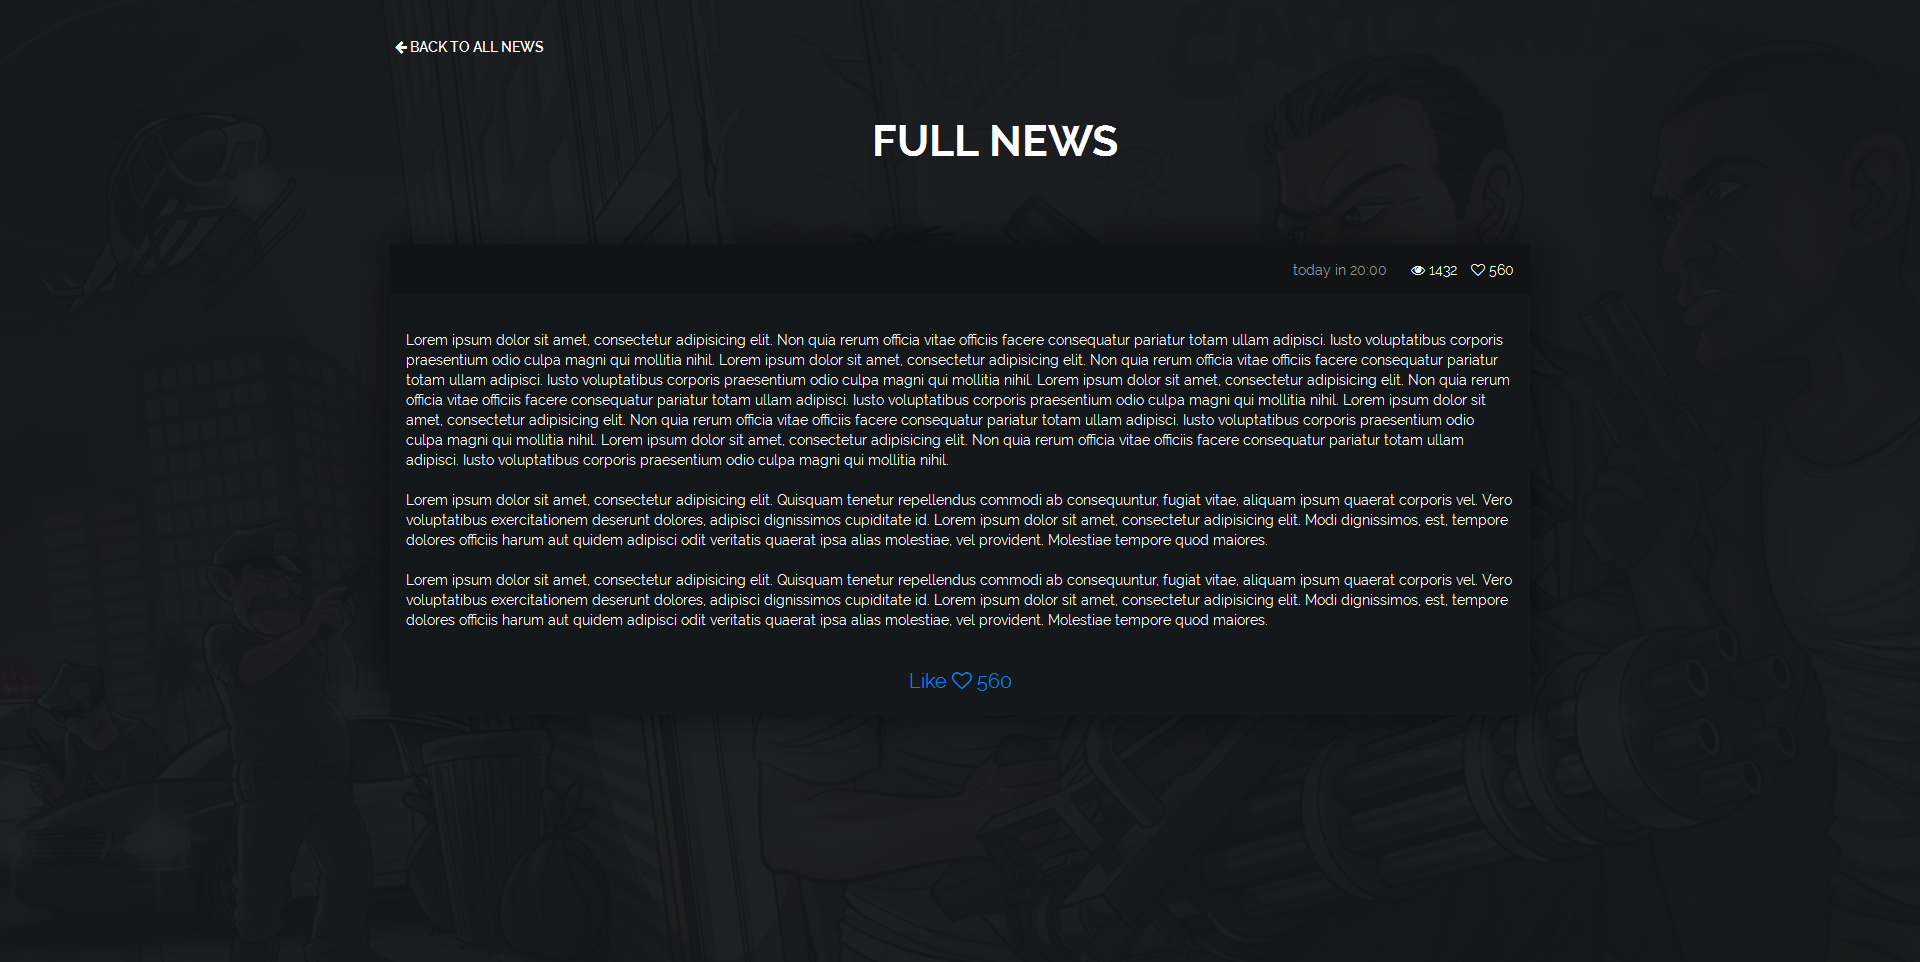 BACK TO ALL NEWS
FULL NEWS
today in 20:00 1432 560
Lorem ipsum dolor sit amet, consectetur adipisicing elit. Non quia rerum officia vitae officiis facere consequatur pariatur totam ullam adipisci. Iusto voluptatibus corporis
praesentium odio culpa magni qui mollitia nihil. Lorem ipsum dolor sit amet, consectetur adipisicing elit. Non quia rerum officia vitae officiis facere consequatur pariatur
totam ullam adipisci. Iusto voluptatibus corporis praesentium odio culpa magni qui mollitia nihil. Lorem ipsum dolor sit amet, consectetur adipisicing elit. Non quia rerum
officia vitae officiis facere consequatur pariatur totam ullam adipisci. Iusto voluptatibus corporis praesentium odio culpa magni qui mollitia nihil. Lorem ipsum dolor sit
amet, consectetur adipisicing elit. Non quia rerum officia vitae officiis facere consequatur pariatur totam ullam adipisci. Iusto voluptatibus corporis praesentium odio
culpa magni qui mollitia nihil. Lorem ipsum dolor sit amet, consectetur adipisicing elit. Non quia rerum officia vitae officiis facere consequatur pariatur totam ullam
adipisci. Iusto voluptatibus corporis praesentium odio culpa magni qui mollitia nihil.
Lorem ipsum dolor sit amet, consectetur adipisicing elit. Quisquam tenetur repellendus commodi ab consequuntur, fugiat vitae, aliquam ipsum quaerat corporis vel. Vero
voluptatibus exercitationem deserunt dolores, adipisci dignissimos cupiditate id. Lorem ipsum dolor sit amet, consectetur adipisicing elit. Modi dignissimos, est, tempore
dolores officiis harum aut quidem adipisci odit veritatis quaerat ipsa alias molestiae, vel provident. Molestiae tempore quod maiores.
Lorem ipsum dolor sit amet, consectetur adipisicing elit. Quisquam tenetur repellendus commodi ab consequuntur, fugiat vitae, aliquam ipsum quaerat corporis vel. Vero
voluptatibus exercitationem deserunt dolores, adipisci dignissimos cupiditate id. Lorem ipsum dolor sit amet, consectetur adipisicing elit. Modi dignissimos, est, tempore
dolores officiis harum aut quidem adipisci odit veritatis quaerat ipsa alias molestiae, vel provident. Molestiae tempore quod maiores.
Like 560